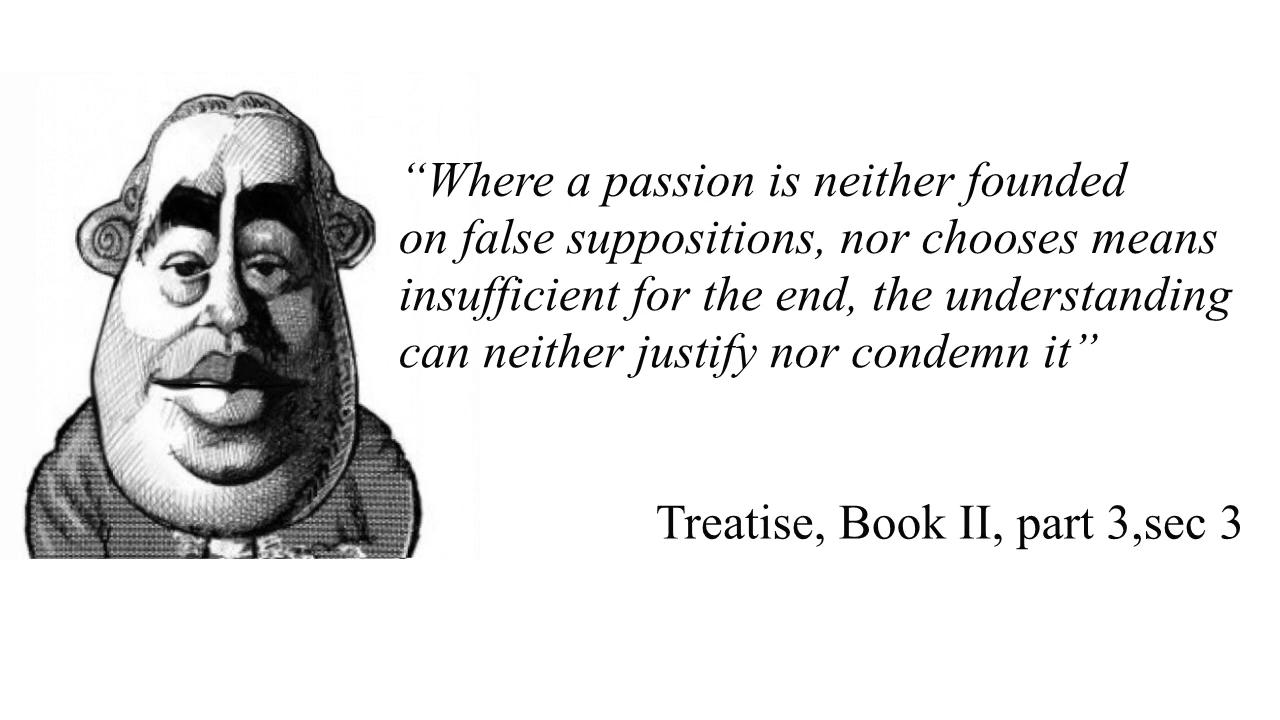 “Where a passion is neither founded
on false suppositions, nor chooses means
insufficient for the end, the understanding
can neither justify nor condemn it”
Treatise, Book II, part 3,sec 3